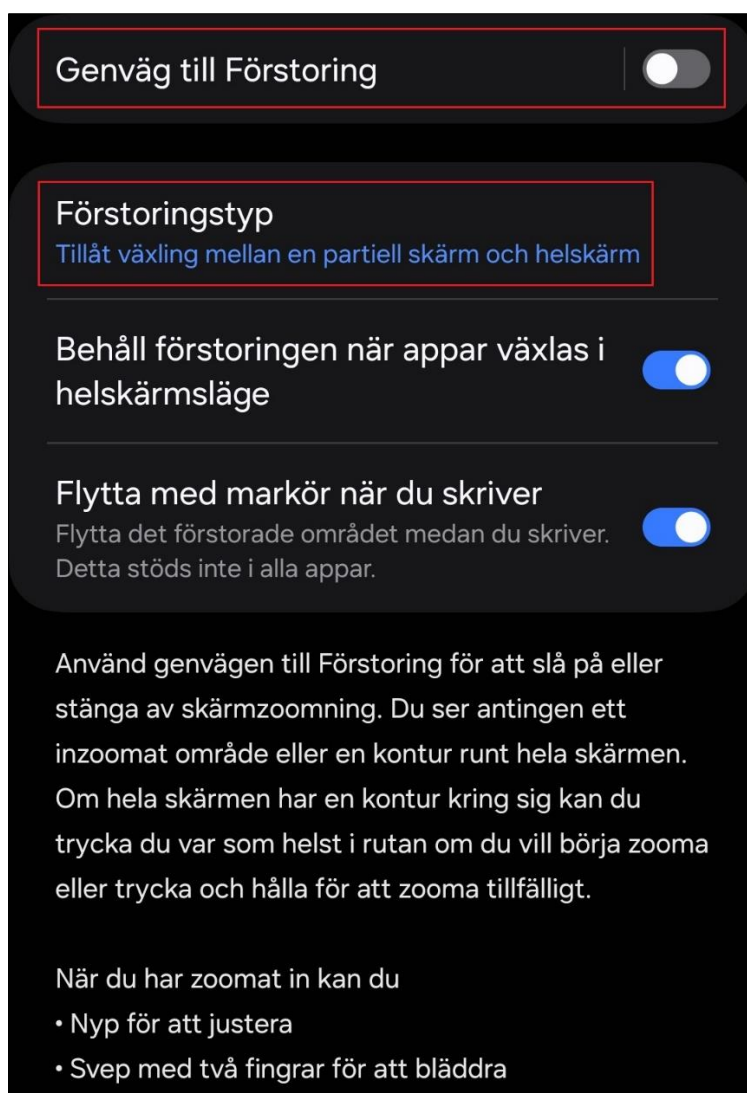 Genväg till Förstoring
Förstoringstyp
Tillåt växling mellan en partiell skärm och helskärm
Behåll förstoringen när appar växlas i
helskärmsläge
Flytta med markör när du skriver
Flytta det förstorade området medan du skriver.
Detta stöds inte i alla appar.
Använd genvägen till Förstoring för att slå på eller
stänga av skärmzoomning. Du ser antingen ett
inzoomat område eller en kontur runt hela skärmen.
Om hela skärmen har en kontur kring sig kan du
trycka du var som helst i rutan om du vill börja zooma
eller trycka och hålla för att zooma tillfälligt.
När du har zoomat in kan du
• Nyp för att justera
• Svep med två fingrar för att bläddra